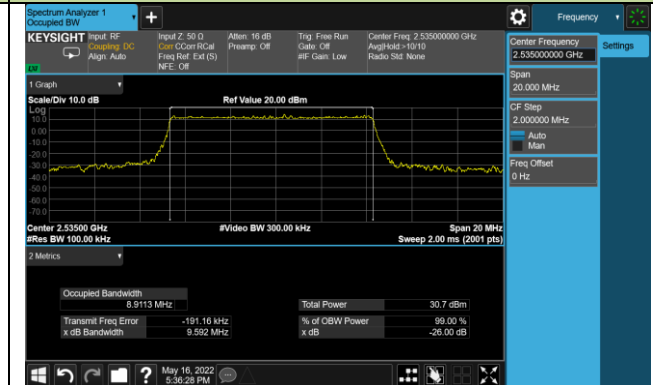 Spectrum Analyzer 1
Occupied BW
+
Frequency
KEYSIGHT
Input: RF
Coupling: DC
Align: Auto
Input Z: 50 Ω
Corr CCorr RCal
Freq Ref: Ext (S)
NFE: Off
Atten: 16 dB
Preamp: Off
Trig: Free Run
Gate: Off
#IF Gain: Low
Center Freq: 2.535000000 GHz
Avg|Hold:>10/10
Radio Std: None
Center Frequency
2.535000000 GHz
Settings
Span
20.000 MHz
CF Step
2.000000 MHz
Auto
Man
Freq Offset
0 Hz
1 Graph
Scale/Div 10.0 dB
Ref Value 20.00 dBm
Log
10.0
0.00
-10.0
-20.0
-30.0
-40.0
-50.0
-60.0
-70.0
Center 2.53500 GHz
#Video BW 300.00 kHz
Span 20 MHz
#Res BW 100.00 kHz
Sweep 2.00 ms (2001 pts)
2 Metrics
Occupied Bandwidth
8.9113 MHz
Total Power
30.7 dBm
Transmit Freq Error
-191.16 kHz
% of OBW Power
99.00 %
x dB Bandwidth
9.592 MHz
x dB
-26.00 dB
?
May 16, 2022
5:36:28 PM